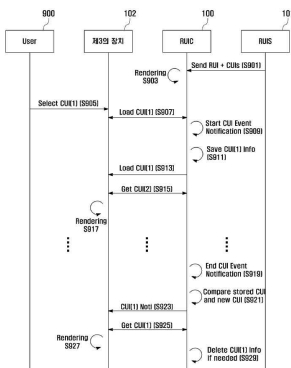 900
102
100
10
User
제3의 장치
RUIC
RUIS
Send RUI + CUIs (S901)
Rendering
S903
Select CUI(1) (S905)
Load CUI(1) (S907)
Start CUI Event
Notification (S909)
Save CUI(1) Info
(S911)
Load CUI(1) (S913)
Get CUI(2) (S915)
Rendering
S917
End CUI Event
Notification (S919)
Compare stored CUI
and new CUI (S921)
CUI(1) Noti (S923)
Get CUI(1) (S925)
Rendering
S927
Delete CUI(1) Info
if needed (S929)